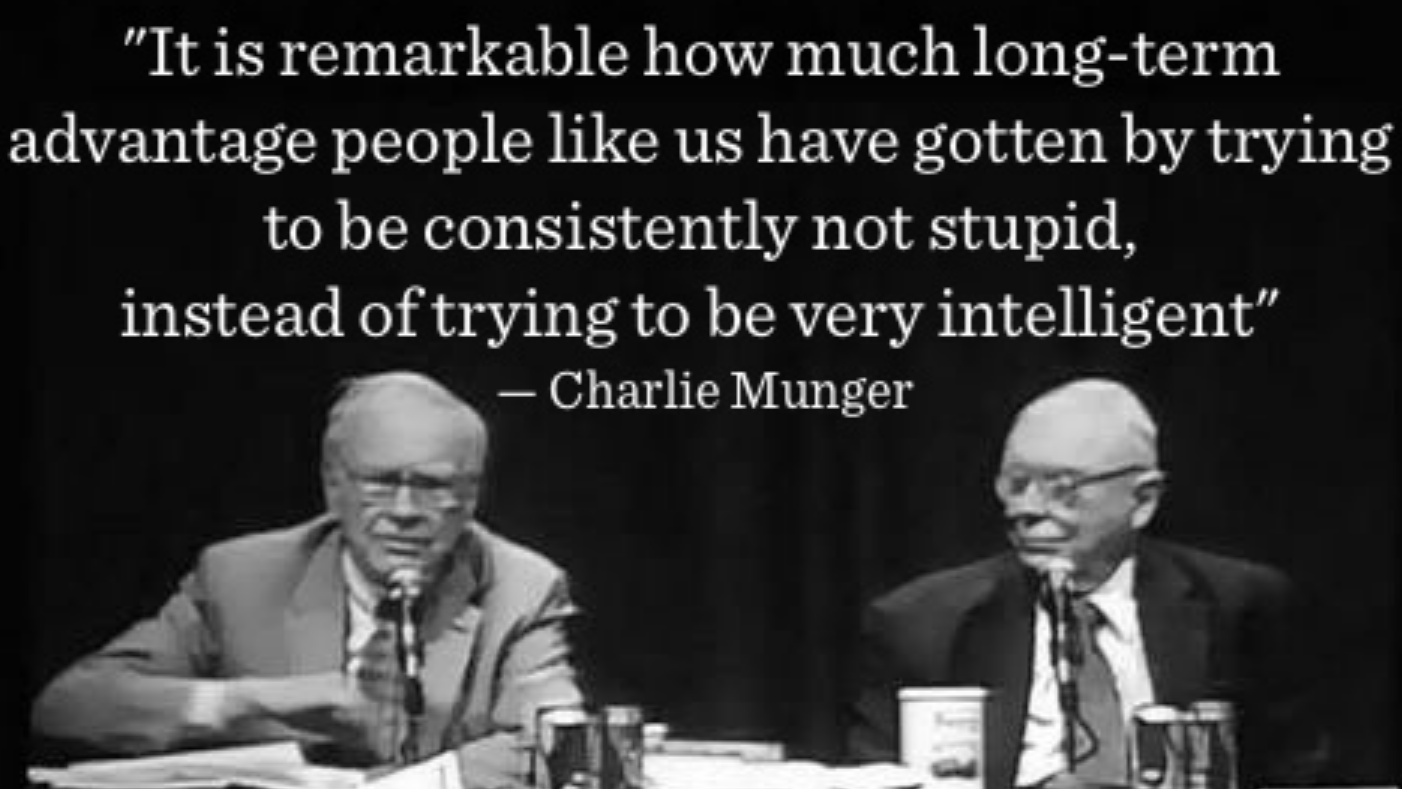 "It is remarkable how much long-term
advantage people like us have gotten by trying
to be consistently not stupid,
instead of trying to be very intelligent"
— Charlie Munger